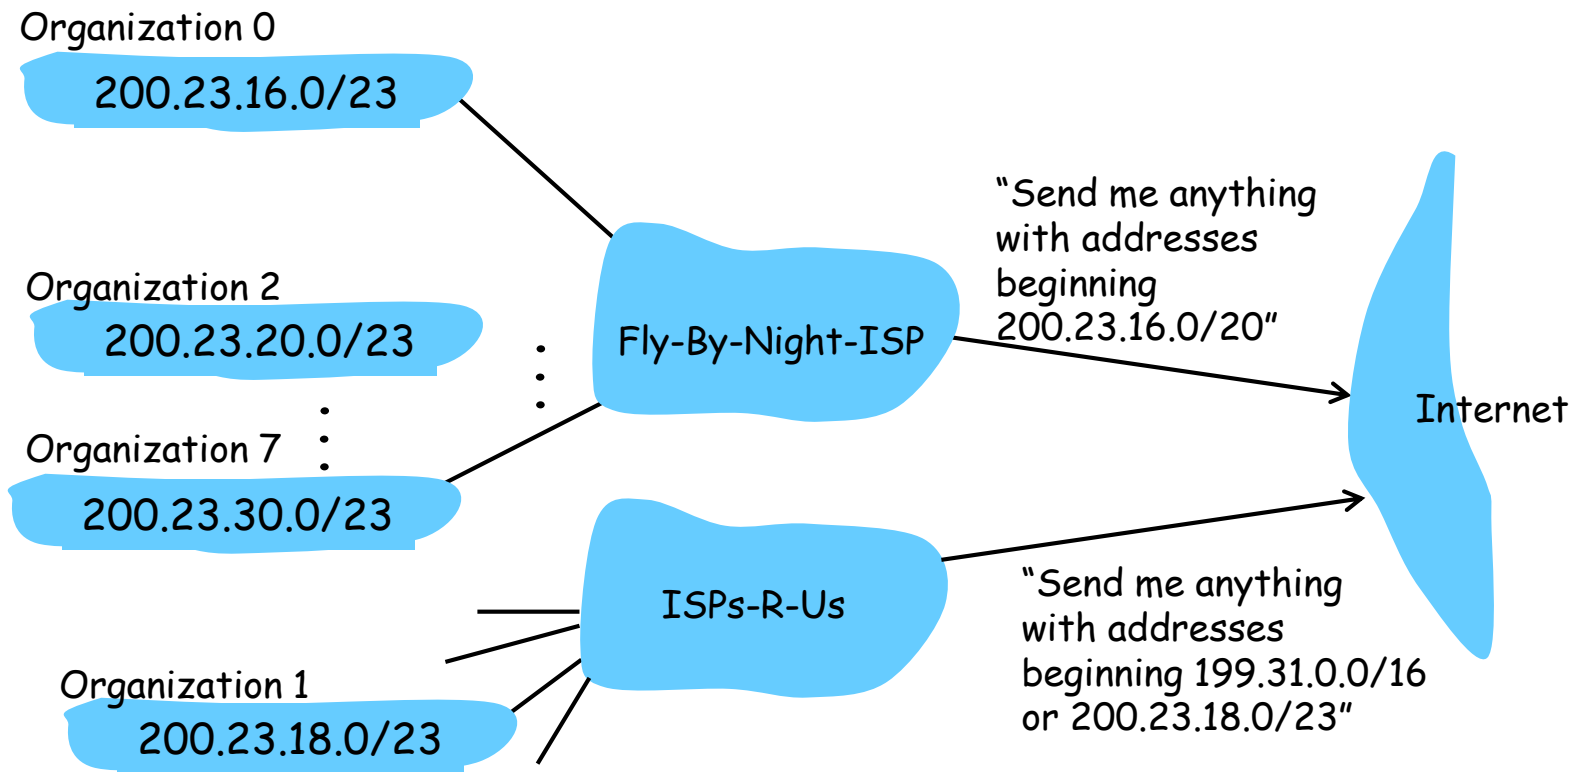 Organization 0
200.23.16.0/23
Organization 2
200.23.20.0/23
Organization 7
200.23.30.0/23
Fly-By-Night-ISP
“Send me anything
with addresses
beginning
200.23.16.0/20”
Internet
ISPs-R-Us
Organization 1
200.23.18.0/23
“Send me anything
with addresses
beginning 199.31.0.0/16
or 200.23.18.0/23”